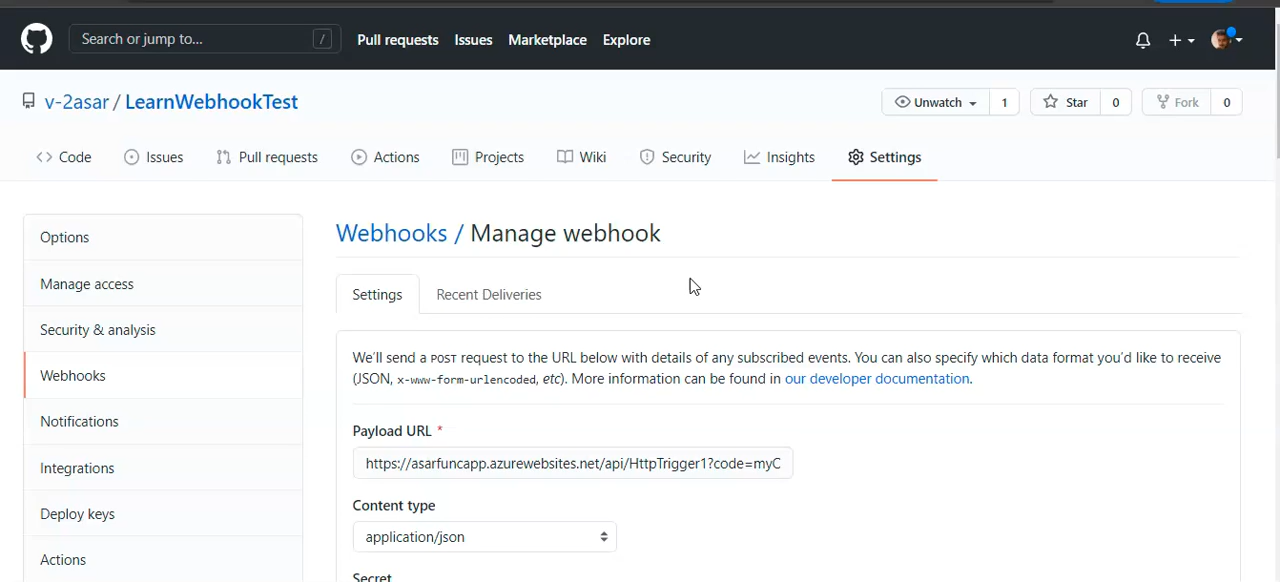 Search or jump to... /
Pull requests Issues Marketplace Explore
v-2asar / LearnWebhookTest
Unwatch 1 Star 0 Fork 0
Code Issues Pull requests Actions Projects Wiki Security Insights Settings
Options
Manage access
Security & analysis
Webhooks
Notifications
Integrations
Deploy keys
Actions
Webhooks / Manage webhook
Settings Recent Deliveries
We'll send a POST request to the URL below with details of any subscribed events. You can also specify which data format you'd like to receive
(JSON, x-www-form-urlencoded, etc). More information can be found in our developer documentation.
Payload URL *
https://asarfuncapp.azurewebsites.net/api/HttpTrigger1?code=myC
Content type
application/json
Secret